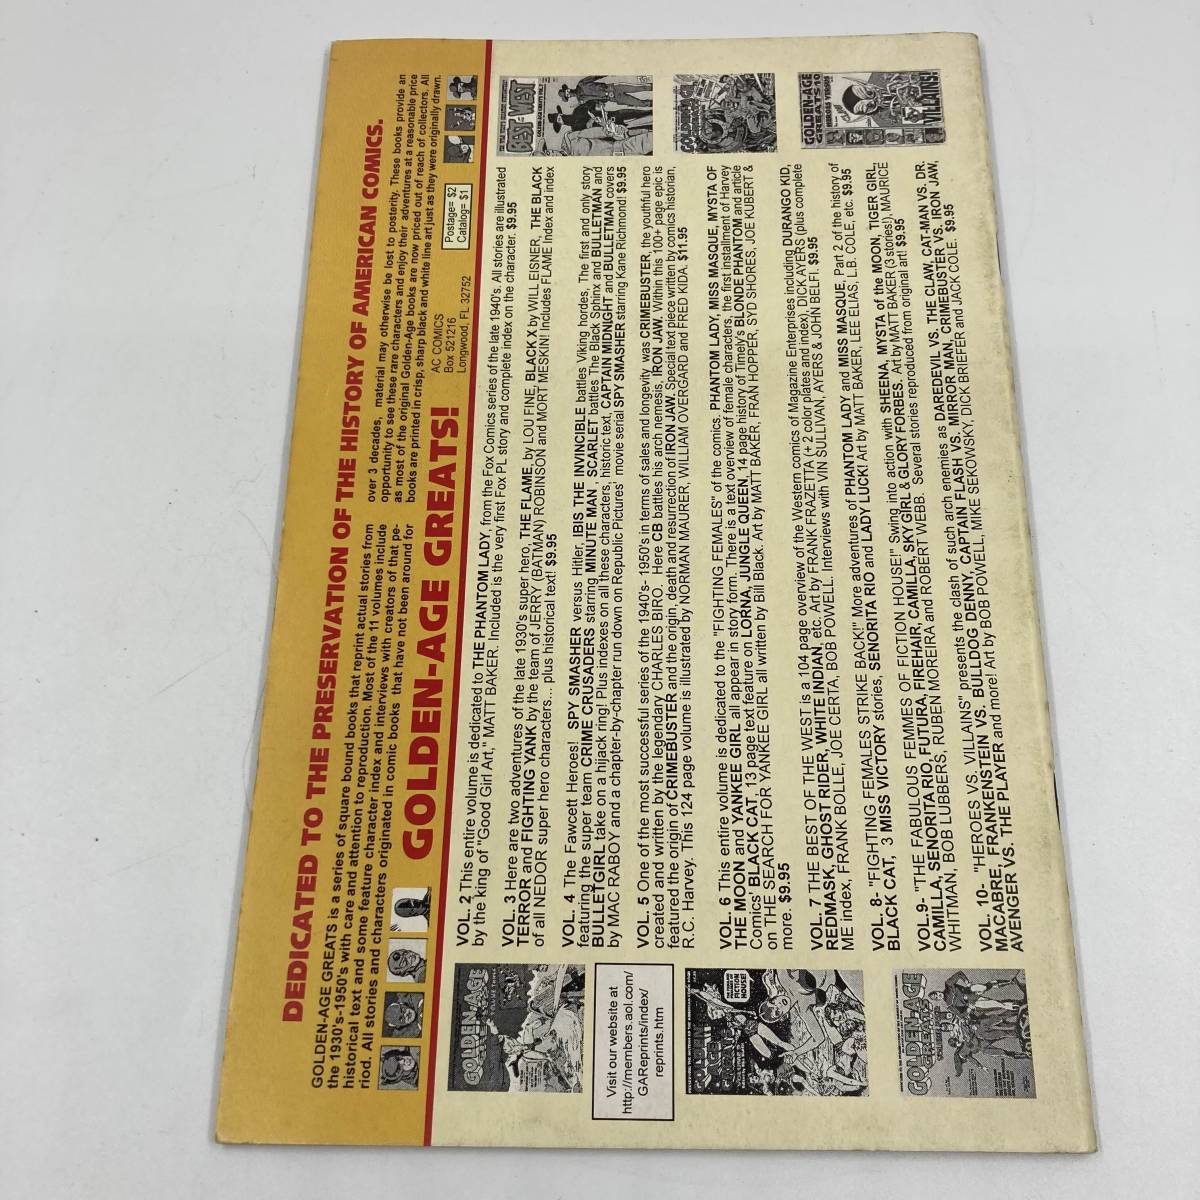 DEDICATED TO THE PRESERVATION OF THE HISTORY OF AMERICAN COMICS.
GOLDEN-AGE GREATS is a series of square bound books that reprint actual stories from
the 1930's-1950's with care and attention to reproduction. Most of the 11 volumes include
historical text and some feature character index and interviews with creators of that pe-
riod. All stories and characters originated in comic books that have not been around for
over 3 decades, material may otherwise be lost to posterity. These books provide an
opportunity to see these rare characters and enjoy their adventures at a reasonable price
as most of the original Golden-Age books are now priced out of reach of collectors. All
books are printed in crisp, sharp black and white line art just as they were originally drawn.
GOLDEN-AGE GREATS!
AC COMICS
Box 521216
Longwood, FL 32752
Postage= $2
Catalog= $1
VOL. 2 This entire volume is dedicated to THE PHANTOM LADY, from the Fox Comics series of the late 1940's. All stories are illustrated
by the king of "Good Girl Art," MATT BAKER. Included is the very first Fox PL story and complete index on the character. $9.95
VOL. 3 Here are two adventures of the late 1930's super hero, THE FLAME, by LOU FINE, BLACK X by WILL EISNER, THE BLACK
TERROR and FIGHTING YANK by the team of JERRY (BATMAN) ROBINSON and MORT MESKIN! Includes FLAME Index and index
of all NEDOR super hero characters... plus historical text! $9.95
VOL. 4 The Fawcett Heroes! SPY SMASHER versus Hitler, IBIS THE INVINCIBLE battles Viking hordes, The first and only story
featuring the super team CRIME CRUSADERS starring MINUTE MAN , SCARLET battles The Black Sphinx and BULLETMAN and
BULLETGIRL take on a hijack ring! Plus indexes on all these characters, historic text, CAPTAIN MIDNIGHT and BULLETMAN covers
by MAC RABOY and a chapter-by-chapter run down on Republic Pictures' movie serial SPY SMASHER starring Kane Richmond! $9.95
VOL. 5 One of the most successful series of the 1940's- 1950's in terms of sales and longevity was CRIMEBUSTER, the youthful hero
created and written by the legendary CHARLES BIRO. Here CB battles his arch nemesis, IRON JAW. Within this 100+ page epic is
featured the origin of CRIMEBUSTER and the origin, death and resurrection of IRON JAW. Special text piece written by comics historian,
R.C. Harvey. This 124 page volume is illustrated by NORMAN MAURER, WILLIAM OVERGARD and FRED KIDA. $11.95
VOL. 6 This entire volume is dedicated to the "FIGHTING FEMALES" of the comics. PHANTOM LADY, MISS MASQUE, MYSTA OF
THE MOON and YANKEE GIRL all appear in story form. There is a text overview of female characters, the first installment of Harvey
Comics' BLACK CAT, 13 page text feature on LORNA, JUNGLE QUEEN, 14 page history of Timely's BLONDE PHANTOM and article
on THE SEARCH FOR YANKEE GIRL all written by Bill Black. Art by MATT BAKER, FRAN HOPPER, SYD SHORES, JOE KUBERT &
more. $9.95
VOL. 7 THE BEST OF THE WEST is a 104 page overview of the Western comics of Magazine Enterprises including DURANGO KID,
REDMASK, GHOST RIDER, WHITE INDIAN, etc. Art by FRANK FRAZETTA (+ 2 color plates and index), DICK AYERS (plus complete
ME index, FRANK BOLLE, JOE CERTA, BOB POWELL. Interviews with VIN SULLIVAN, AYERS & JOHN BELFI. $9.95
VOL. 8- "FIGHTING FEMALES STRIKE BACK!" More adventures of PHANTOM LADY and MISS MASQUE, Part 2 of the history of
BLACK CAT, 3 MISS VICTORY stories, SENORITA RIO and LADY LUCK! Art by MATT BAKER, LEE ELIAS, L.B. COLE, etc. $9.95
VOL.9- "THE FABULOUS FEMMES OF FICTION HOUSE!" Swing into action with SHEENA, MYSTA of the MOON, TIGER GIRL,
CAMILLA, SENORITA RIO, FUTURA, FIREHAIR, CAMILLA, SKY GIRL & GLORY FORBES. Art by MATT BAKER (3 stories!), MAURICE
WHITMAN, BOB LUBBERS, RUBEN MOREIRA and ROBERT WEBB. Several stories reproduced from original art! $9.95
VOL. 10- "HEROES VS. VILLAINS" presents the clash of such arch enemies as DAREDEVIL VS. THE CLAW, CAT-MAN VS. DR.
MACABRE, FRANKENSTEIN VS. BULLDOG DENNY, CAPTAIN FLASH VS. MIRROR MAN, CRIMEBUSTER VS. IRON JAW,
AVENGER VS. THE PLAYER and more! Art by BOB POWELL, MIKE SEKOWSKY, DICK BRIEFER and JACK COLE. $9.95
Visit our website at
http://members.aol.com/
GAReprints/index/
reprints.htm
GOLDEN-AGE
GOLDEN AGE
GREATS
FICTION
HOUSE!
GOLDEN-AGE
GREATS
BEST OF THE WEST
GOLDEN-AGE
GOLDEN-AGE
GREATS 10
HEROES VERSUS
VILLAINS!